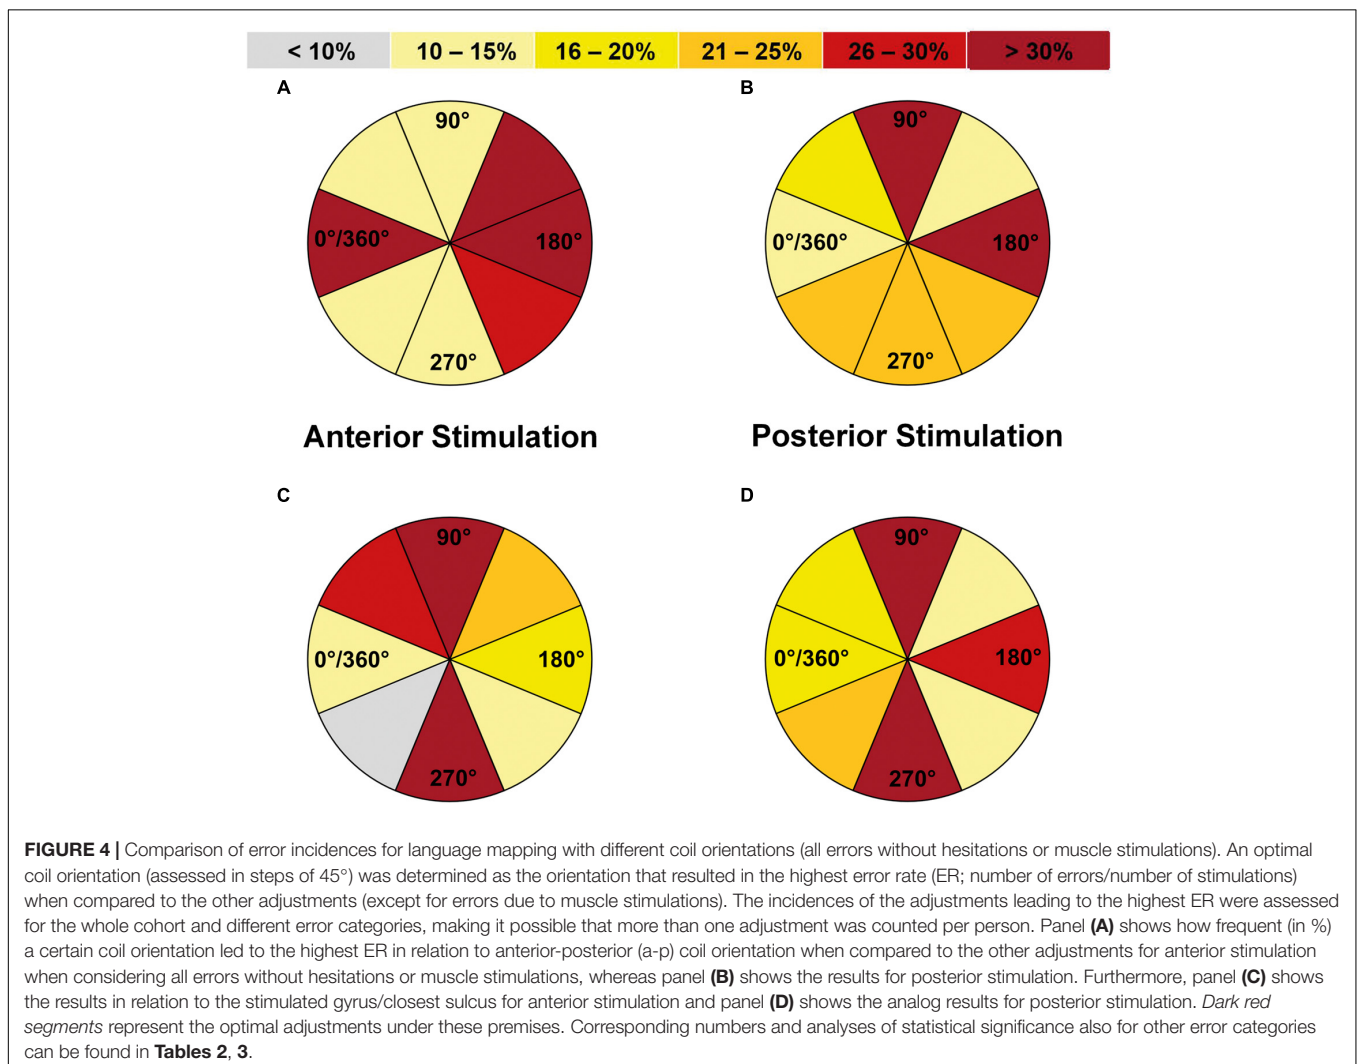 < 10% 10 – 15% 16 – 20% 21 – 25% 26 – 30% > 30%
A
90°
0°/360°
180°
270°
B
90°
0°/360°
180°
270°
Anterior Stimulation
Posterior Stimulation
C
90°
0°/360°
180°
270°
D
90°
0°/360°
180°
270°
FIGURE 4 | Comparison of error incidences for language mapping with different coil orientations (all errors without hesitations or muscle stimulations). An optimal
coil orientation (assessed in steps of 45°) was determined as the orientation that resulted in the highest error rate (ER; number of errors/number of stimulations)
when compared to the other adjustments (except for errors due to muscle stimulations). The incidences of the adjustments leading to the highest ER were assessed
for the whole cohort and different error categories, making it possible that more than one adjustment was counted per person. Panel (A) shows how frequent (in %)
a certain coil orientation led to the highest ER in relation to anterior-posterior (a-p) coil orientation when compared to the other adjustments for anterior stimulation
when considering all errors without hesitations or muscle stimulations, whereas panel (B) shows the results for posterior stimulation. Furthermore, panel (C) shows
the results in relation to the stimulated gyrus/closest sulcus for anterior stimulation and panel (D) shows the analog results for posterior stimulation. Dark red
segments represent the optimal adjustments under these premises. Corresponding numbers and analyses of statistical significance also for other error categories
can be found in Tables 2, 3.